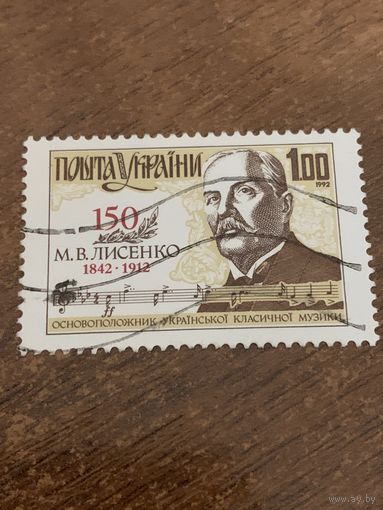 ПОШТА УКРАЇНИ
1.00
1992
150
М.В. ЛИСЕНКО
1842 · 1912
ff
ОСНОВОПОЛОЖНИК УКРАЇНСЬКОЇ КЛАСИЧНОЇ МУЗИКИ
www.ay.by